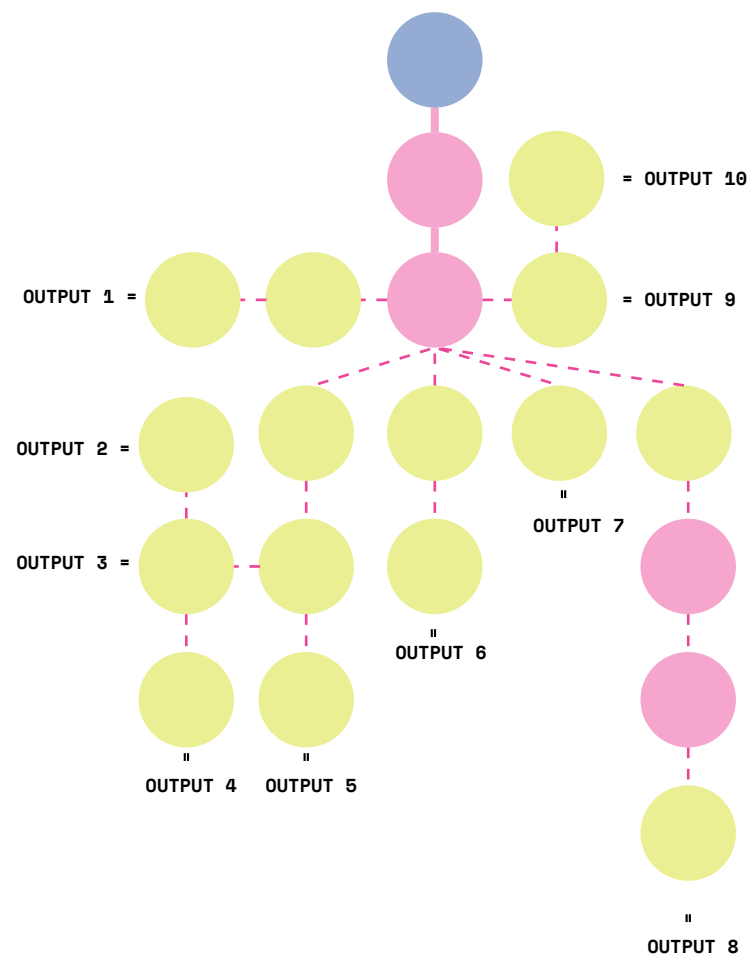 = OUTPUT 10
OUTPUT 1 =
= OUTPUT 9
OUTPUT 2 =
=
OUTPUT 7
OUTPUT 3 =
=
OUTPUT 6
=
OUTPUT 4
=
OUTPUT 5
=
OUTPUT 8